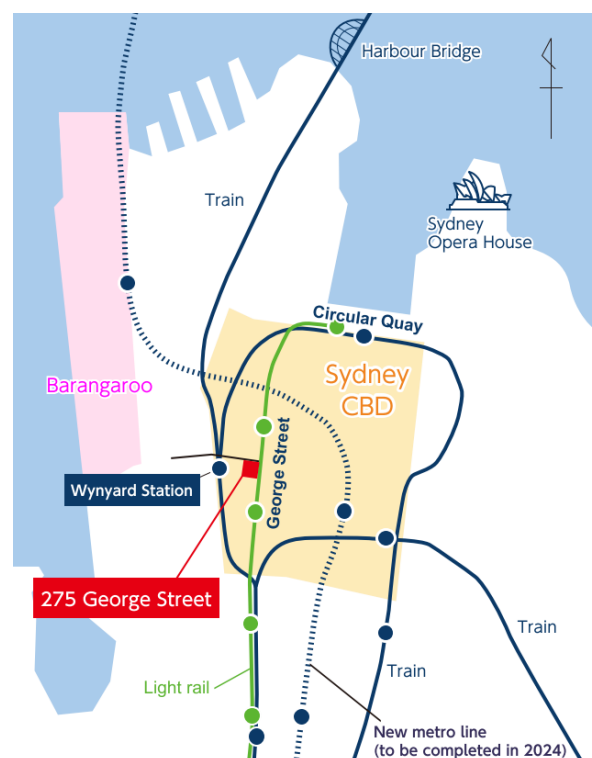 Harbour Bridge
Train
Sydney
Opera House
Circular Quay
Barangaroo
Sydney
CBD
George Street
Wynyard Station
275 George Street
Train
Train
Light rail
New metro line
(to be completed in 2024)